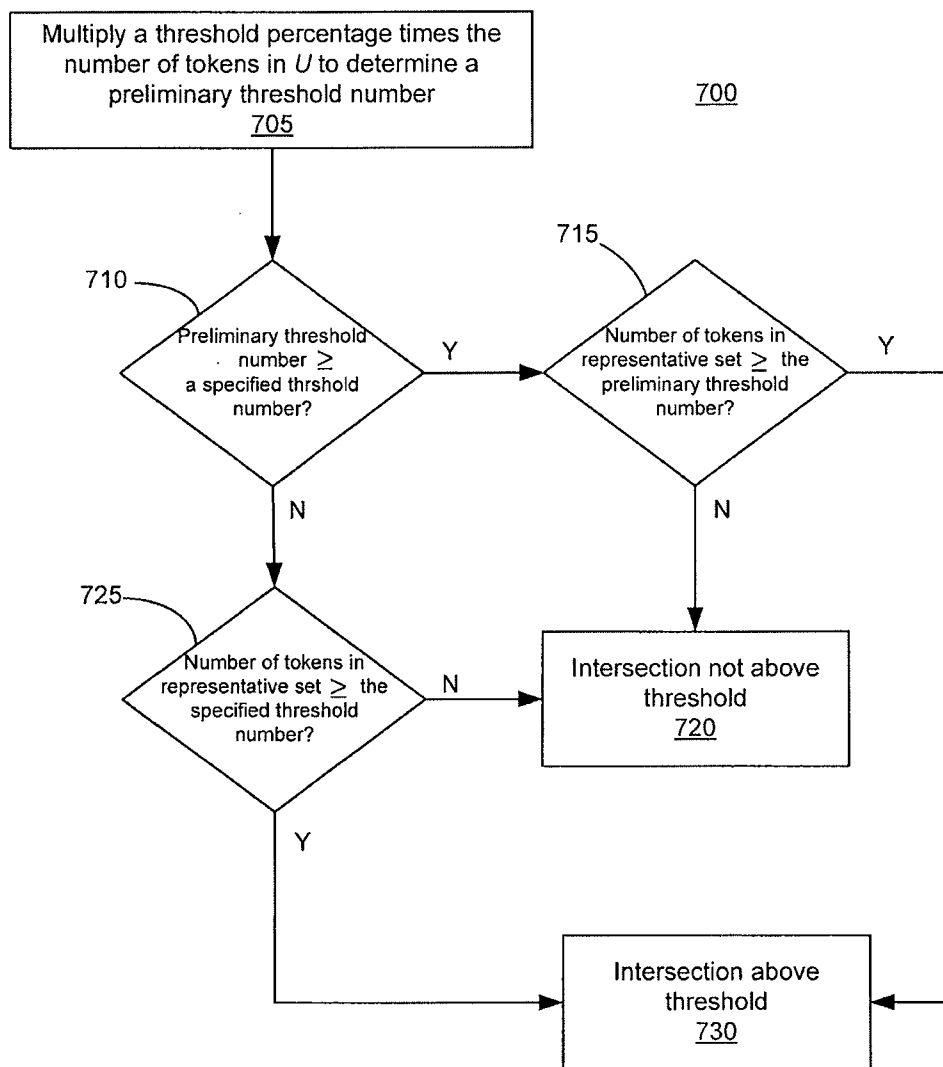 Multiply a threshold percentage times the
number of tokens in U to determine a
preliminary threshold number
705
700
710
Preliminary threshold
number ≥
a specified thrshold
number?
Y
715
Number of tokens in
representative set ≥ the
preliminary threshold
number?
Y
N
N
725
Number of tokens in
representative set ≥ the
specified threshold
number?
N
Intersection not above
threshold
720
Y
Intersection above
threshold
730